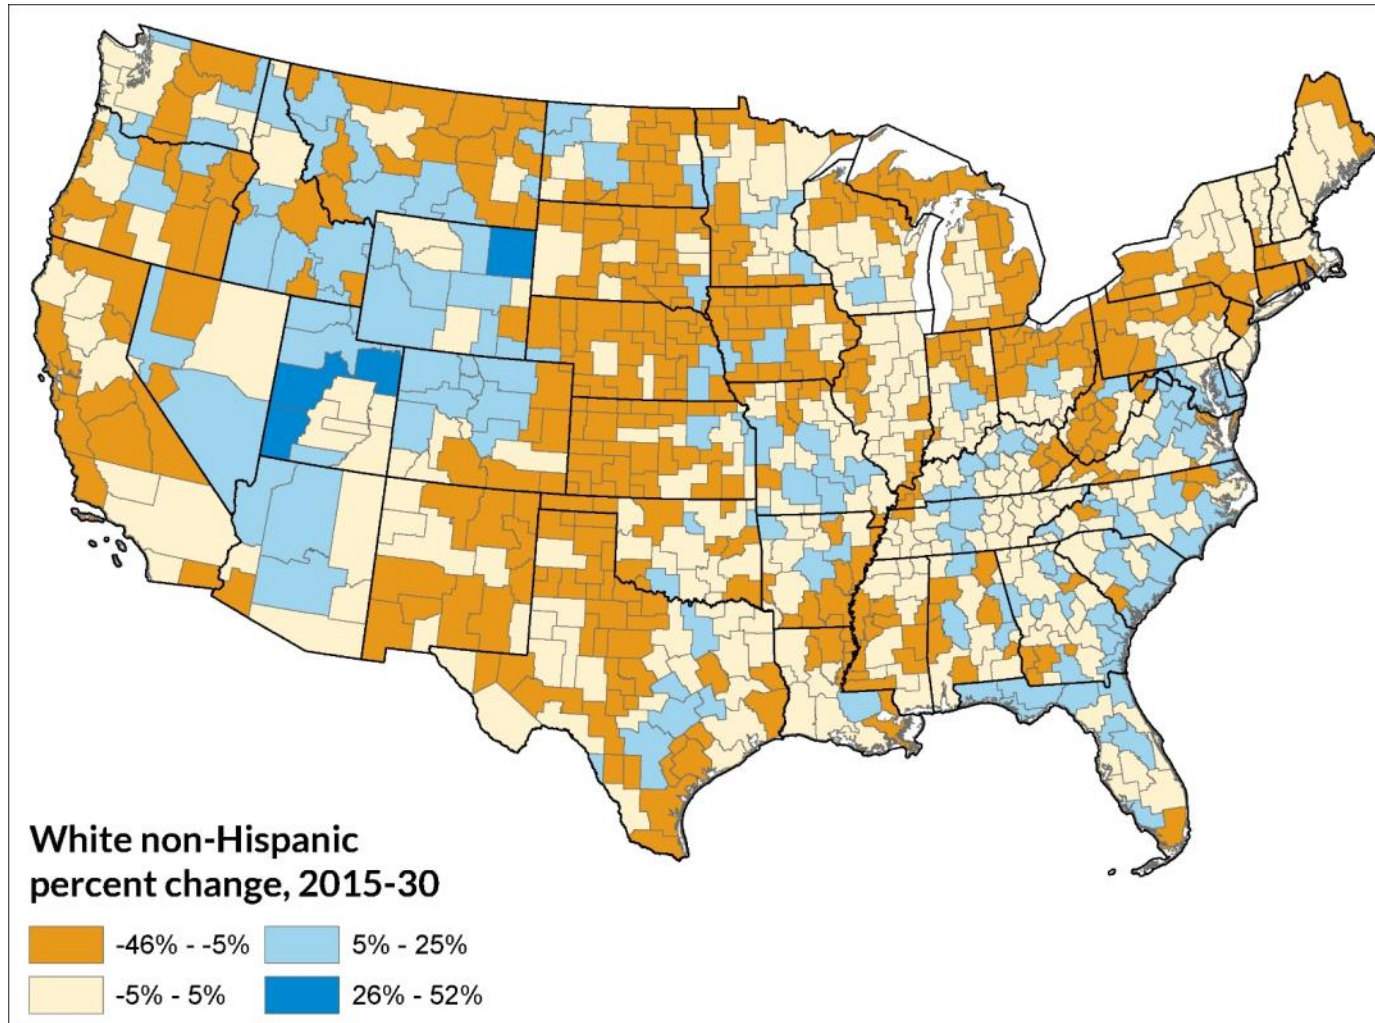 White non-Hispanic
percent change, 2015-30
-46% - -5%
5% - 25%
-5% - 5%
26% - 52%